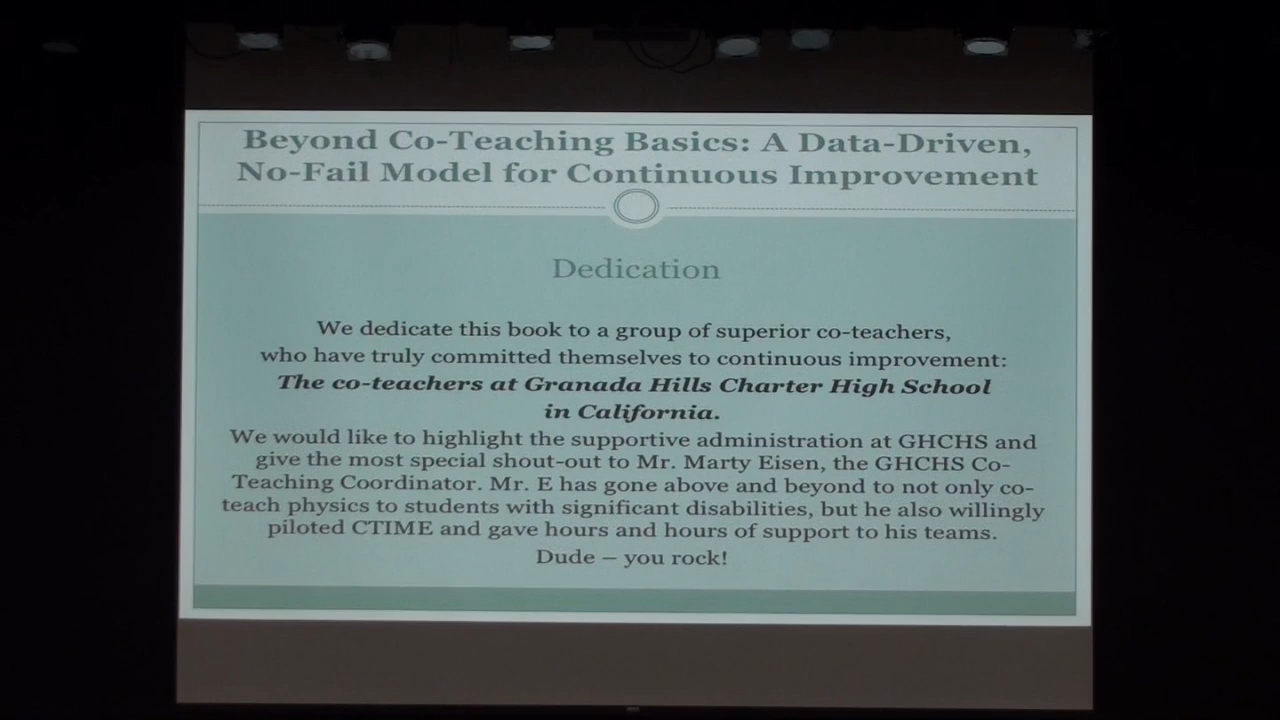 Beyond Co-Teaching Basics: A Data-Driven,
No-Fail Model for Continuous Improvement
Dedication
We dedicate this book to a group of superior co-teachers,
who have truly committed themselves to continuous improvement:
The co-teachers at Granada Hills Charter High School
in California.
We would like to highlight the supportive administration at GHCHS and
give the most special shout-out to Mr. Marty Eisen, the GHCHS Co-
Teaching Coordinator. Mr. E has gone above and beyond to not only co-
teach physics to students with significant disabilities, but he also willingly
piloted CTIME and gave hours and hours of support to his teams.
Dude – you rock!